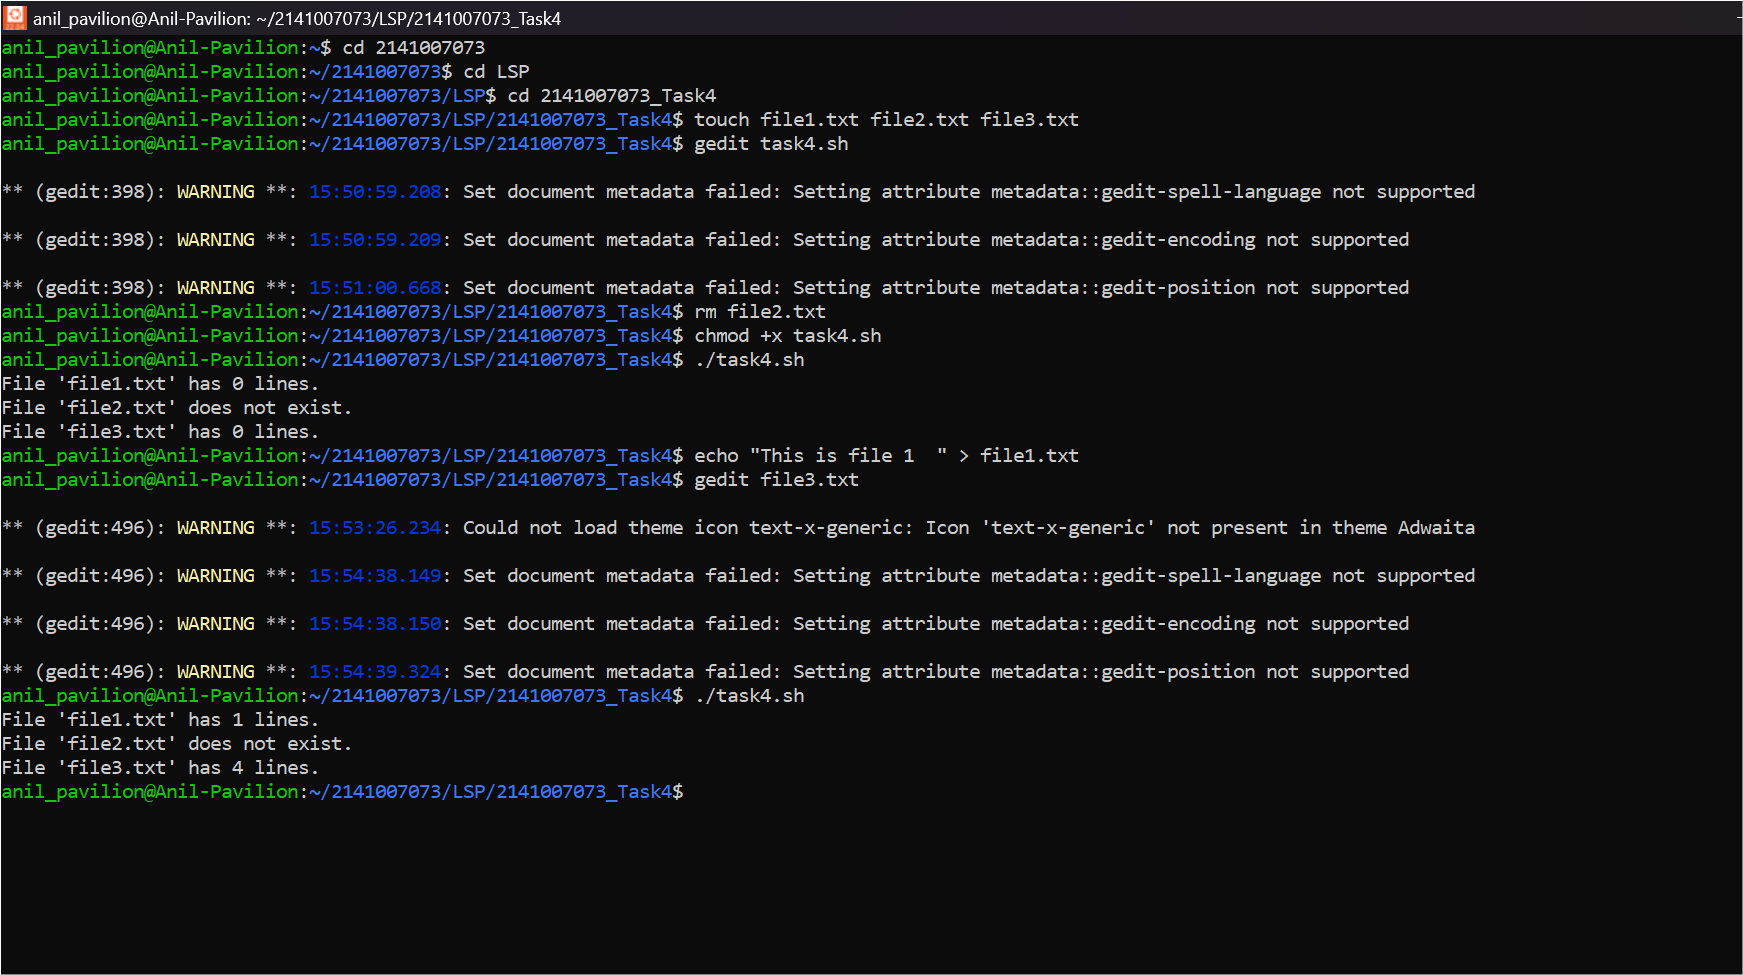 anil_pavilion@Anil-Pavilion: ~/2141007073/LSP/2141007073_Task4
anil_pavilion@Anil-Pavilion:~$ cd 2141007073
anil_pavilion@Anil-Pavilion:~/2141007073$ cd LSP
anil_pavilion@Anil-Pavilion:~/2141007073/LSP$ cd 2141007073_Task4
anil_pavilion@Anil-Pavilion:~/2141007073/LSP/2141007073_Task4$ touch file1.txt file2.txt file3.txt
anil_pavilion@Anil-Pavilion:~/2141007073/LSP/2141007073_Task4$ gedit task4.sh
** (gedit:398): WARNING **: 15:50:59.208: Set document metadata failed: Setting attribute metadata::gedit-spell-language not supported
** (gedit:398): WARNING **: 15:50:59.209: Set document metadata failed: Setting attribute metadata::gedit-encoding not supported
** (gedit:398): WARNING **: 15:51:00.668: Set document metadata failed: Setting attribute metadata::gedit-position not supported
anil_pavilion@Anil-Pavilion:~/2141007073/LSP/2141007073_Task4$ rm file2.txt
anil_pavilion@Anil-Pavilion:~/2141007073/LSP/2141007073_Task4$ chmod +x task4.sh
anil_pavilion@Anil-Pavilion:~/2141007073/LSP/2141007073_Task4$ ./task4.sh
File 'file1.txt' has 0 lines.
File 'file2.txt' does not exist.
File 'file3.txt' has 0 lines.
anil_pavilion@Anil-Pavilion:~/2141007073/LSP/2141007073_Task4$ echo "This is file 1  " > file1.txt
anil_pavilion@Anil-Pavilion:~/2141007073/LSP/2141007073_Task4$ gedit file3.txt
** (gedit:496): WARNING **: 15:53:26.234: Could not load theme icon text-x-generic: Icon 'text-x-generic' not present in theme Adwaita
** (gedit:496): WARNING **: 15:54:38.149: Set document metadata failed: Setting attribute metadata::gedit-spell-language not supported
** (gedit:496): WARNING **: 15:54:38.150: Set document metadata failed: Setting attribute metadata::gedit-encoding not supported
** (gedit:496): WARNING **: 15:54:39.324: Set document metadata failed: Setting attribute metadata::gedit-position not supported
anil_pavilion@Anil-Pavilion:~/2141007073/LSP/2141007073_Task4$ ./task4.sh
File 'file1.txt' has 1 lines.
File 'file2.txt' does not exist.
File 'file3.txt' has 4 lines.
anil_pavilion@Anil-Pavilion:~/2141007073/LSP/2141007073_Task4$